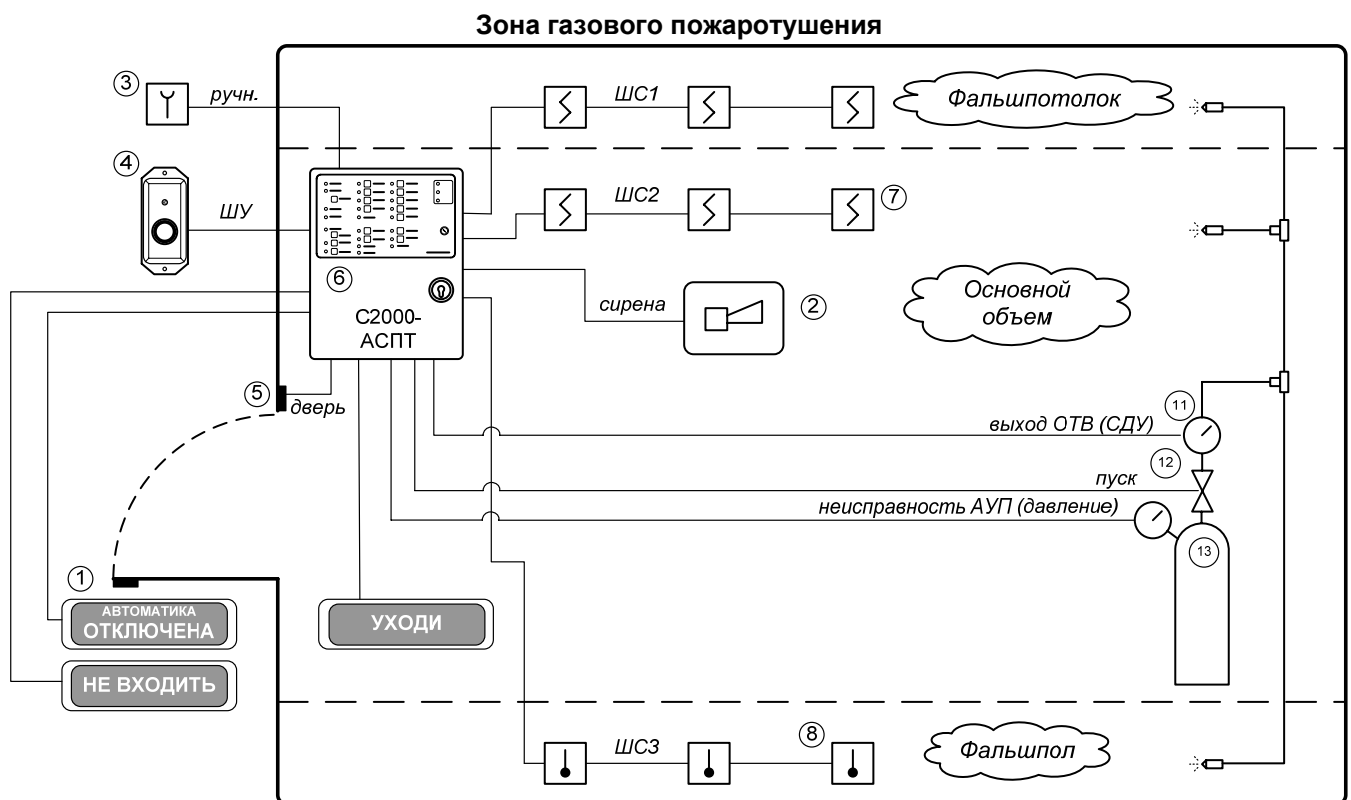 Зона газового пожаротушения
3
ручн.
ШС1
Фальшпотолок
4
ШУ
ШС2
7
6
С2000-
АСПТ
сирена
2
Основной
объем
5
дверь
11
выход ОТВ (СДУ)
12
пуск
неисправность АУП (давление)
13
1
АВТОМАТИКА
ОТКЛЮЧЕНА
УХОДИ
НЕ ВХОДИТЬ
ШС3
8
Фальшпол